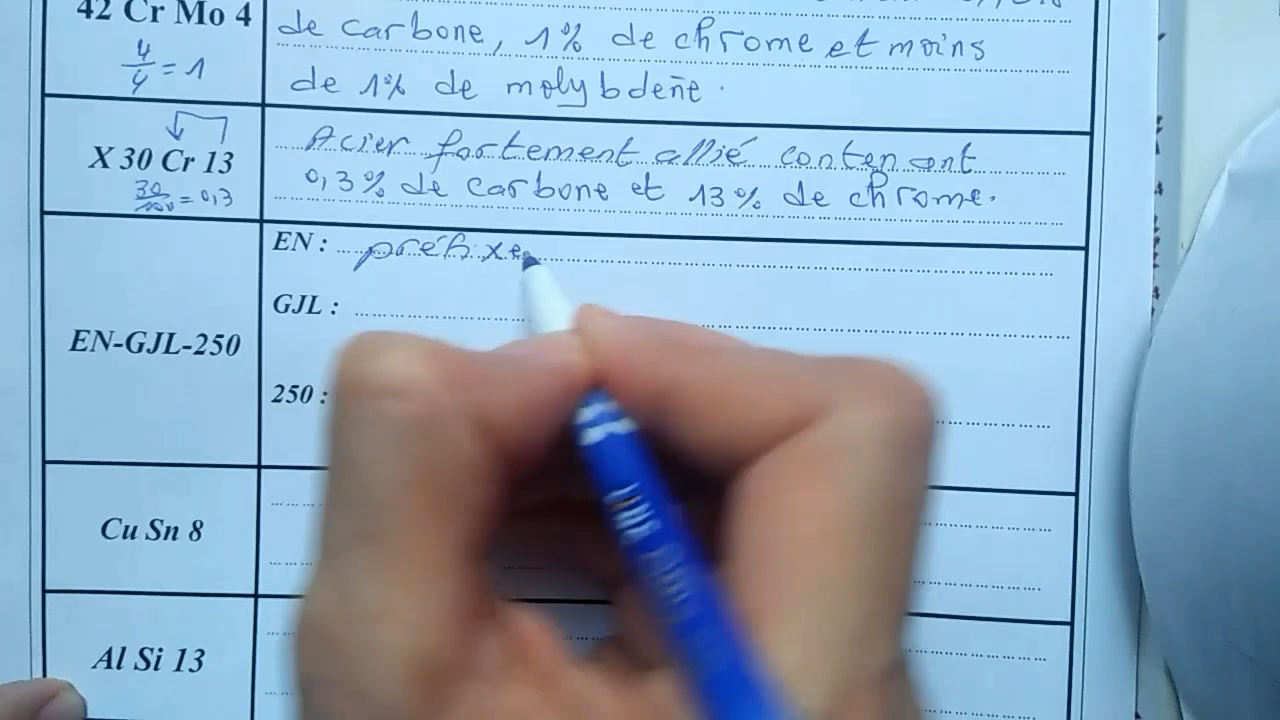 42 Cr Mo 4
4/4 = 1
de carbone, 1% de chrome et moins
de 1% de molybdène.
X 30 Cr 13
30/100 = 0,3
Acier fortement allié contenant
0,3% de carbone et 13% de chrome.
EN-GJL-250
EN : préfixe
GJL :
250 :
Cu Sn 8
Al Si 13